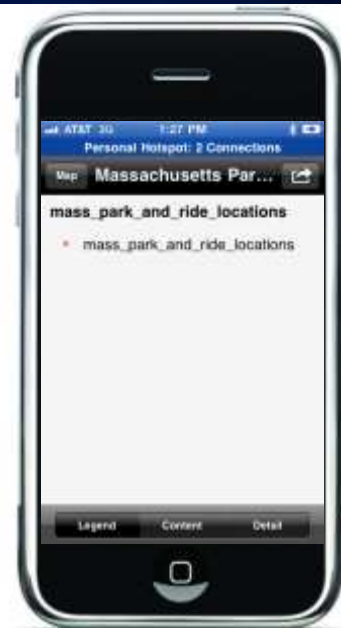 AT&T 3G 1:27 PM
Personal Hotspot: 2 Connections
Map Massachusetts Par...
mass_park_and_ride_locations
mass_park_and_ride_locations
Legend Content Detail